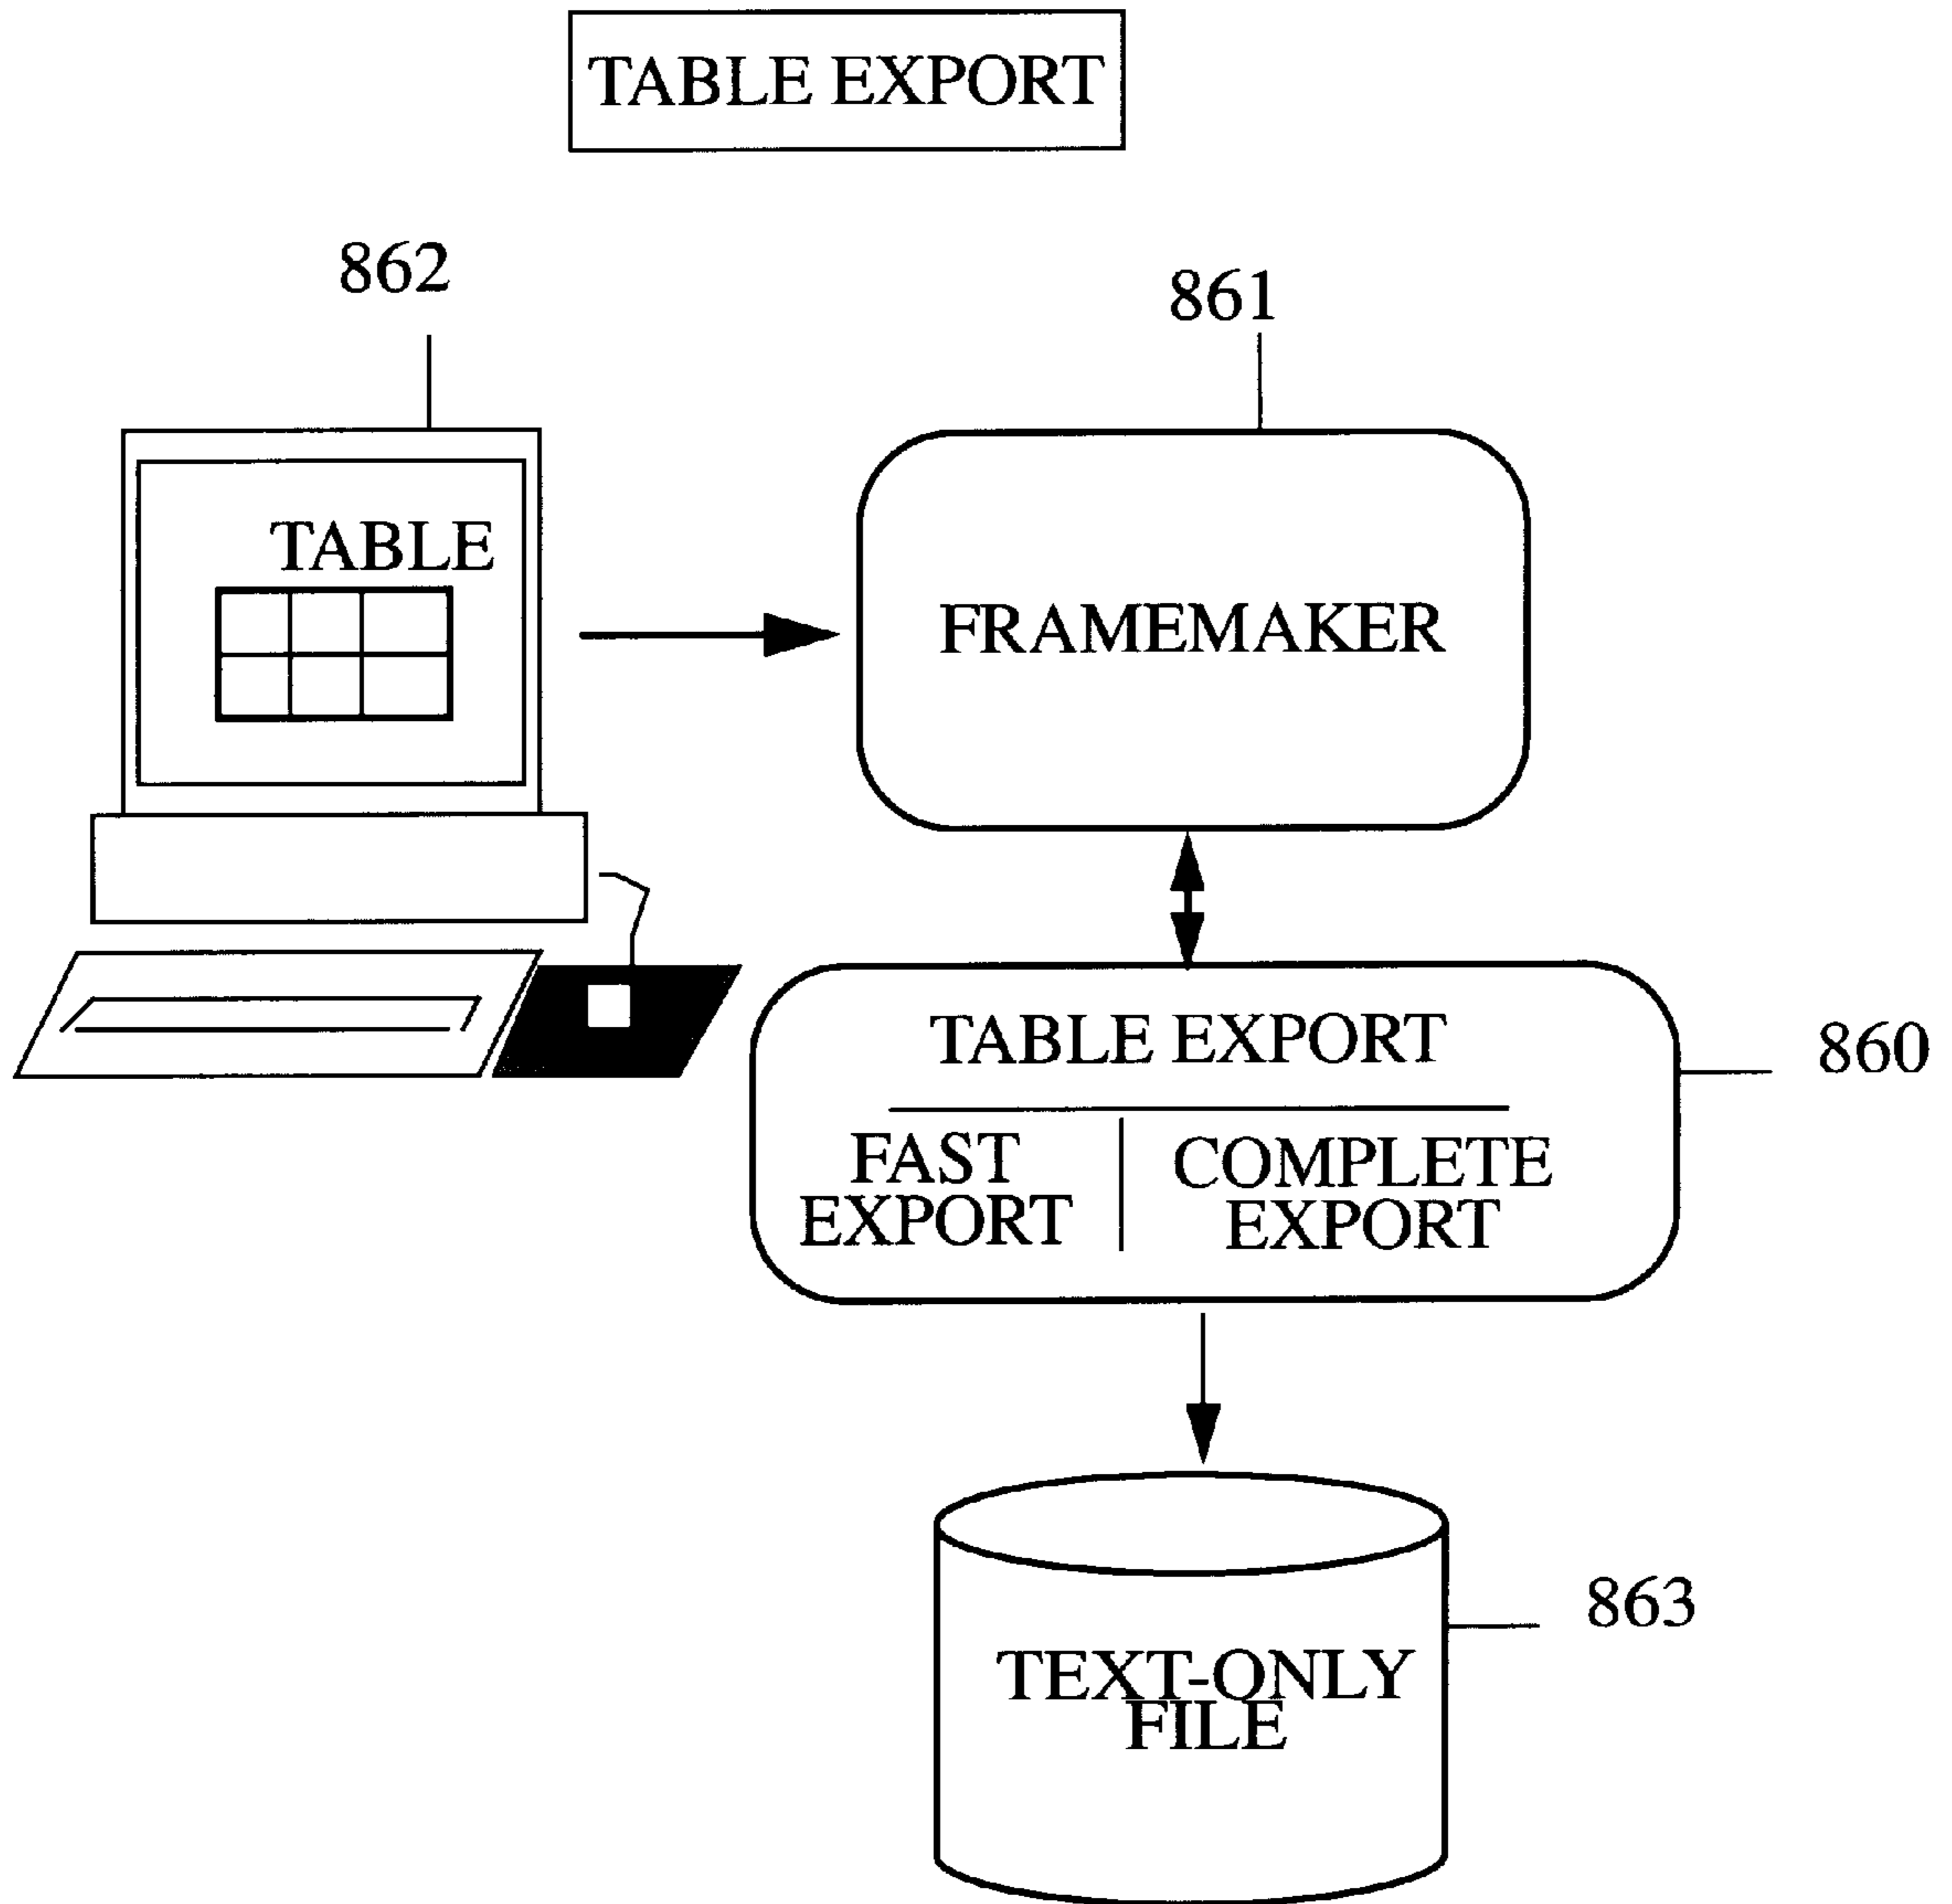 TABLE EXPORT
862
861
TABLE
FRAMEMAKER
TABLE EXPORT
860
FAST
EXPORT
COMPLETE
EXPORT
863
TEXT-ONLY
FILE